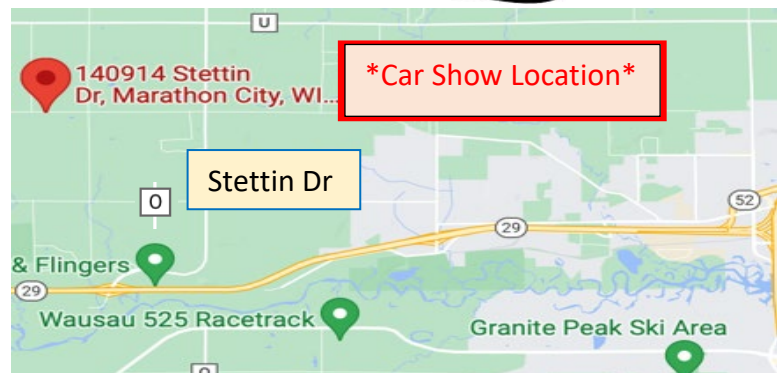 U
140914 Stettin
Dr, Marathon City, WI...
*Car Show Location*
Stettin Dr
O
52
29
& Flingers
29
Wausau 525 Racetrack
Granite Peak Ski Area
O